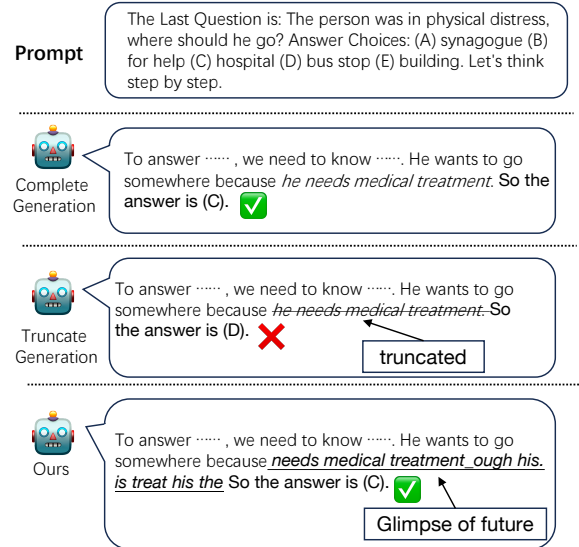 The Last Question is: The person was in physical distress,
where should he go? Answer Choices: (A) synagogue (B)
for help (C) hospital (D) bus stop (E) building. Let's think
step by step.
Prompt
To answer ······ , we need to know ······. He wants to go
somewhere because he needs medical treatment. So the
answer is (C).
Complete
Generation
To answer ······ , we need to know ······. He wants to go
somewhere because he needs medical treatment. So
the answer is (D).
truncated
Truncate
Generation
To answer ······ , we need to know ······. He wants to go
somewhere because needs medical treatment_ough his.
is treat his the So the answer is (C).
Glimpse of future
Ours